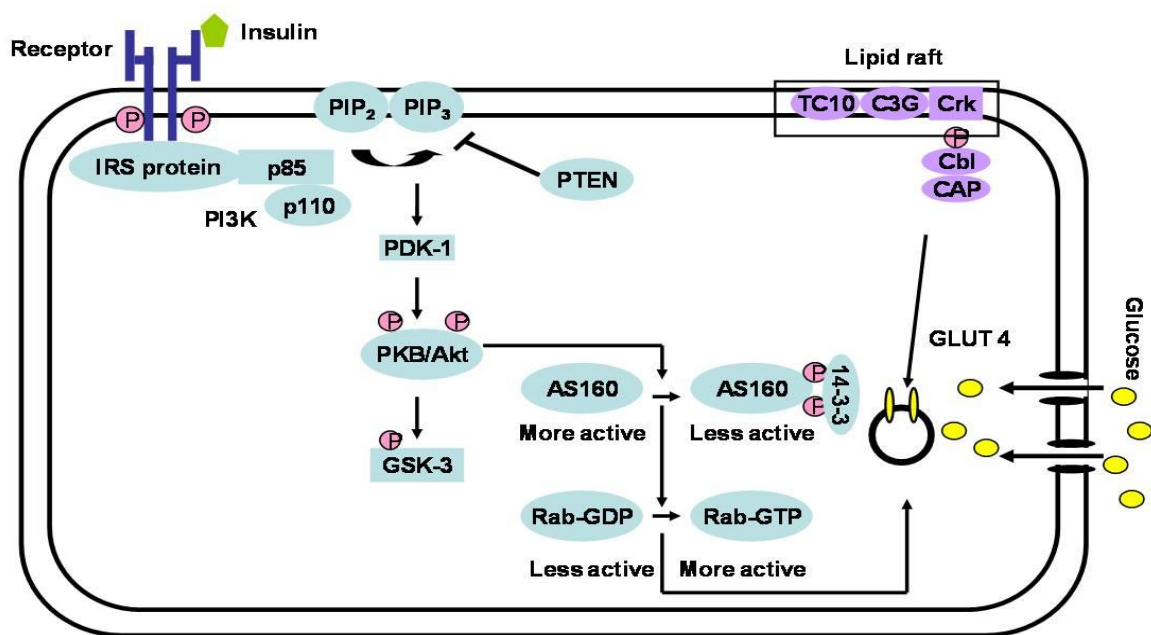 Insulin
Receptor
Lipid raft
PIP₂ PIP₃
TC10 C3G Crk
P P
P
IRS protein p85
Cbl
PTEN
CAP
PI3K p110
PDK-1
P P
PKB/Akt
GLUT 4
Glucose
AS160 AS160 P 14-3-3
P
More active Less active
P
GSK-3
Rab-GDP Rab-GTP
Less active More active